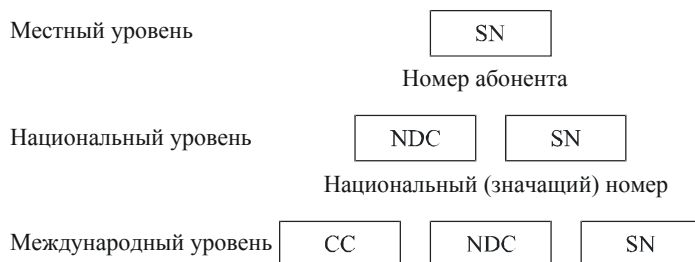 Местный уровень SN
Номер абонента
Национальный уровень NDC SN
Национальный (значащий) номер
Международный уровень CC NDC SN